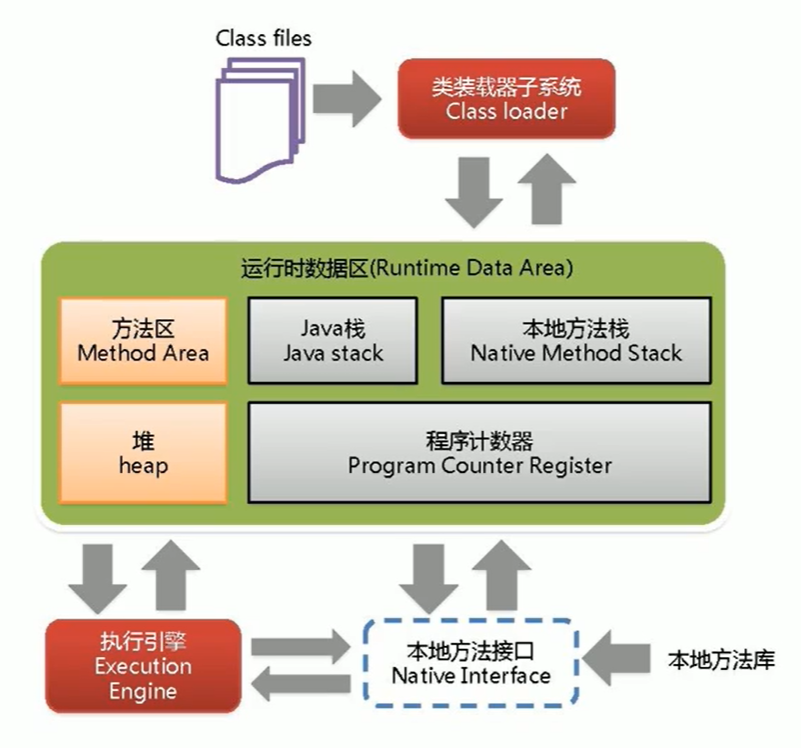 Class files
类装载器子系统
Class loader
运行时数据区(Runtime Data Area)
方法区
Method Area
Java栈
Java stack
本地方法栈
Native Method Stack
堆
heap
程序计数器
Program Counter Register
执行引擎
Execution
Engine
本地方法接口
Native Interface
本地方法库